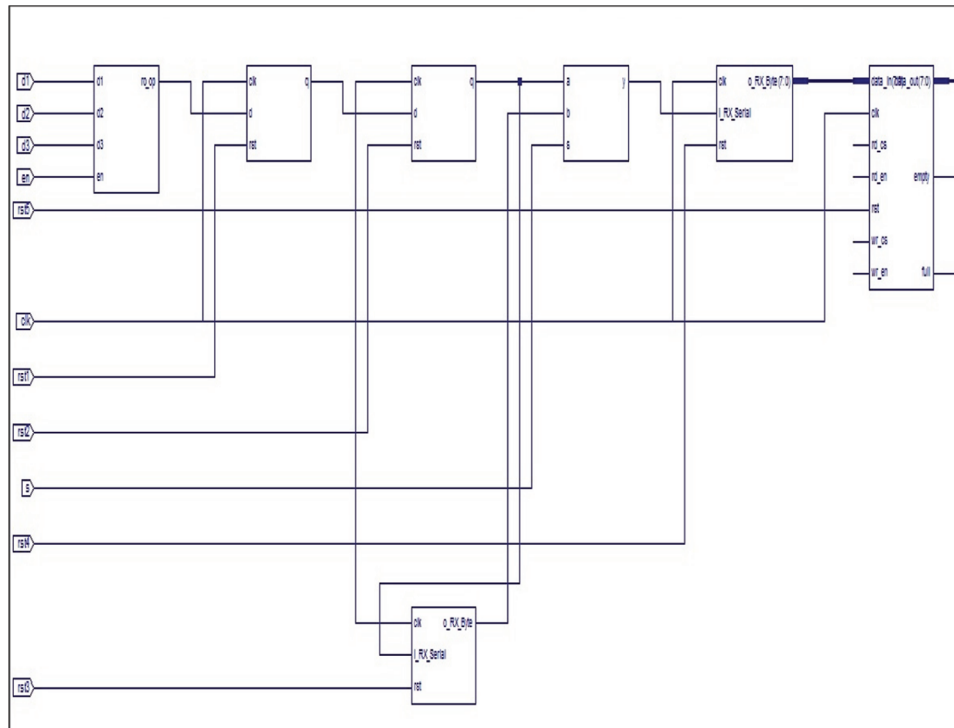 d1
d2
d3
en
rst5
clk
rst1
rst2
s
rst4
rst3
d1
d2
d3
en
ro_op
clk
d
rst
q
clk
d
rst
q
a
b
s
y
clk
I_RX_Serial
rst
o_RX_Byte(7:0)
clk
rd_cs
rd_en
rst
wr_cs
wr_en
empty
full
clk
I_RX_Serial
rst
o_RX_Byte